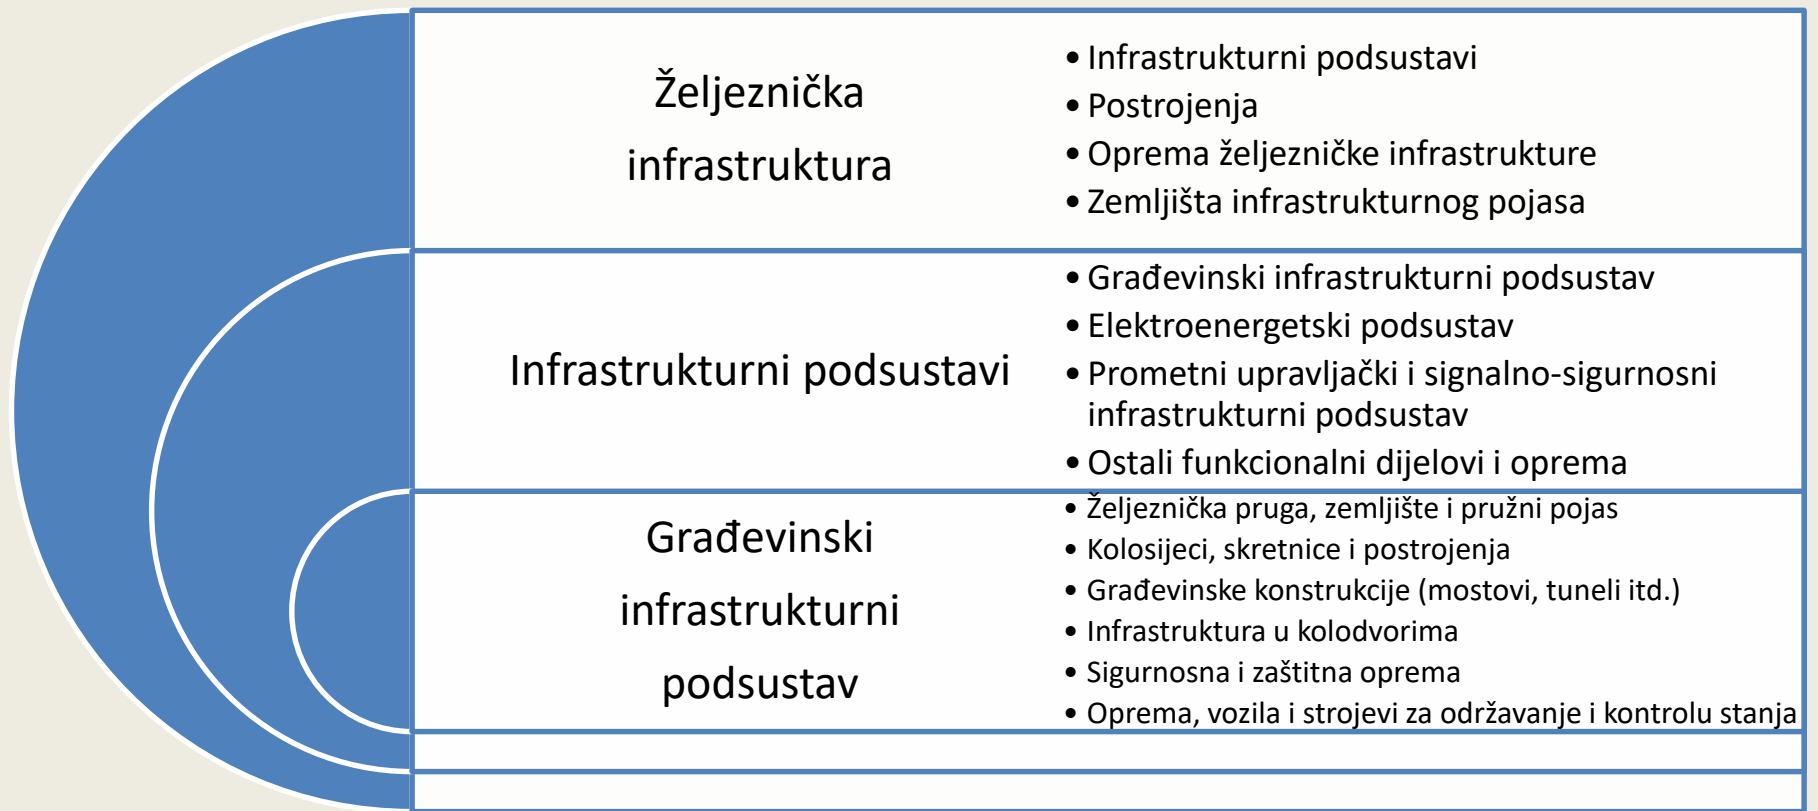 Željeznička
infrastruktura
• Infrastrukturni podsustavi
• Postrojenja
• Oprema željezničke infrastrukture
• Zemljišta infrastrukturnog pojasa
Infrastrukturni podsustavi
• Građevinski infrastrukturni podsustav
• Elektroenergetski podsustav
• Prometni upravljački i signalno-sigurnosni
infrastrukturni podsustav
• Ostali funkcionalni dijelovi i oprema
Građevinski
infrastrukturni
podsustav
• Željeznička pruga, zemljište i pružni pojas
• Kolosijeci, skretnice i postrojenja
• Građevinske konstrukcije (mostovi, tuneli itd.)
• Infrastruktura u kolodvorima
• Sigurnosna i zaštitna oprema
• Oprema, vozila i strojevi za održavanje i kontrolu stanja